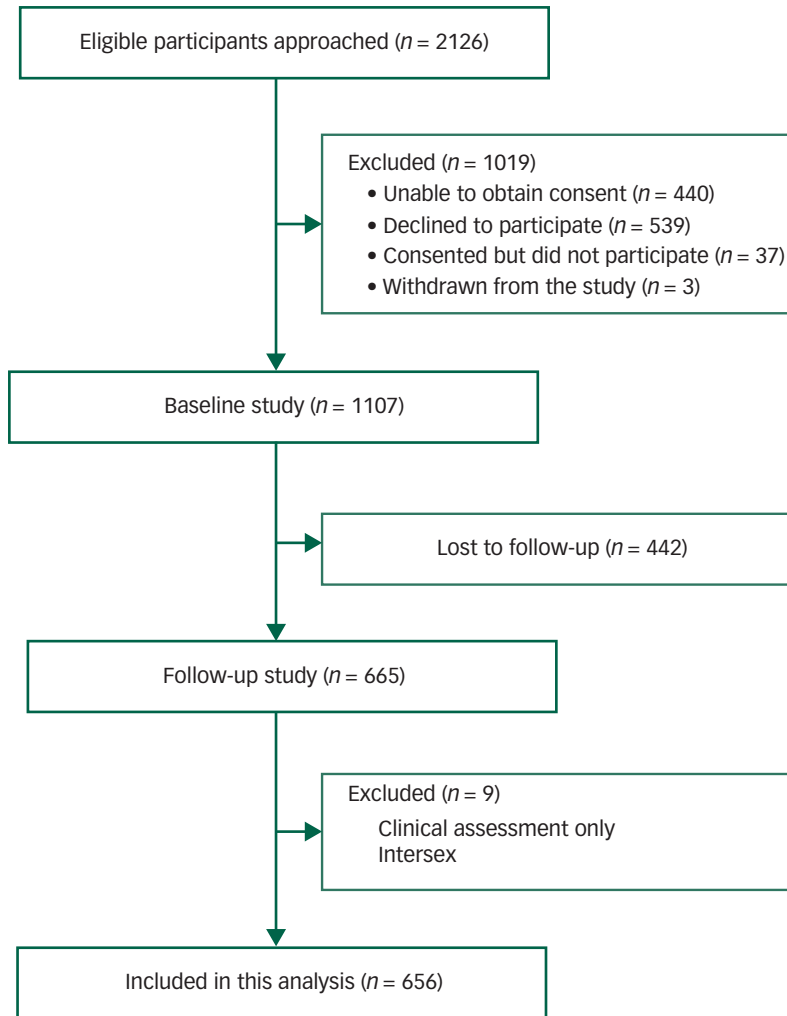 Eligible participants approached (n = 2126)
Excluded (n = 1019)
• Unable to obtain consent (n = 440)
• Declined to participate (n = 539)
• Consented but did not participate (n = 37)
• Withdrawn from the study (n = 3)
Baseline study (n = 1107)
Lost to follow-up (n = 442)
Follow-up study (n = 665)
Excluded (n = 9)
Clinical assessment only
Intersex
Included in this analysis (n = 656)